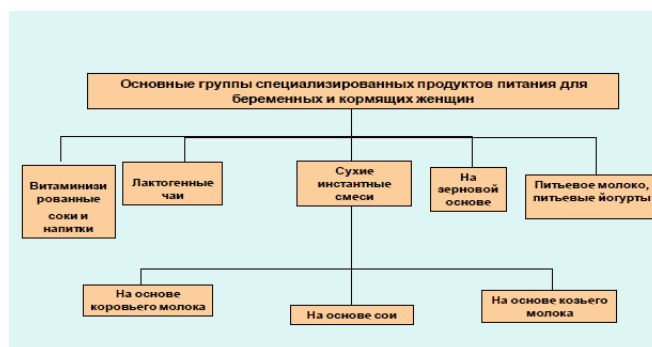 Основные группы специализированных продуктов питания для
беременных и кормящих женщин
Витаминизи
рованные
соки и
напитки
Лактогенные
чаи
Сухие
инстантные
смеси
На
зерновой
основе
Питьевое молоко,
питьевые йогурты
На основе
коровьего молока
На основе сои
На основе козьего
молока